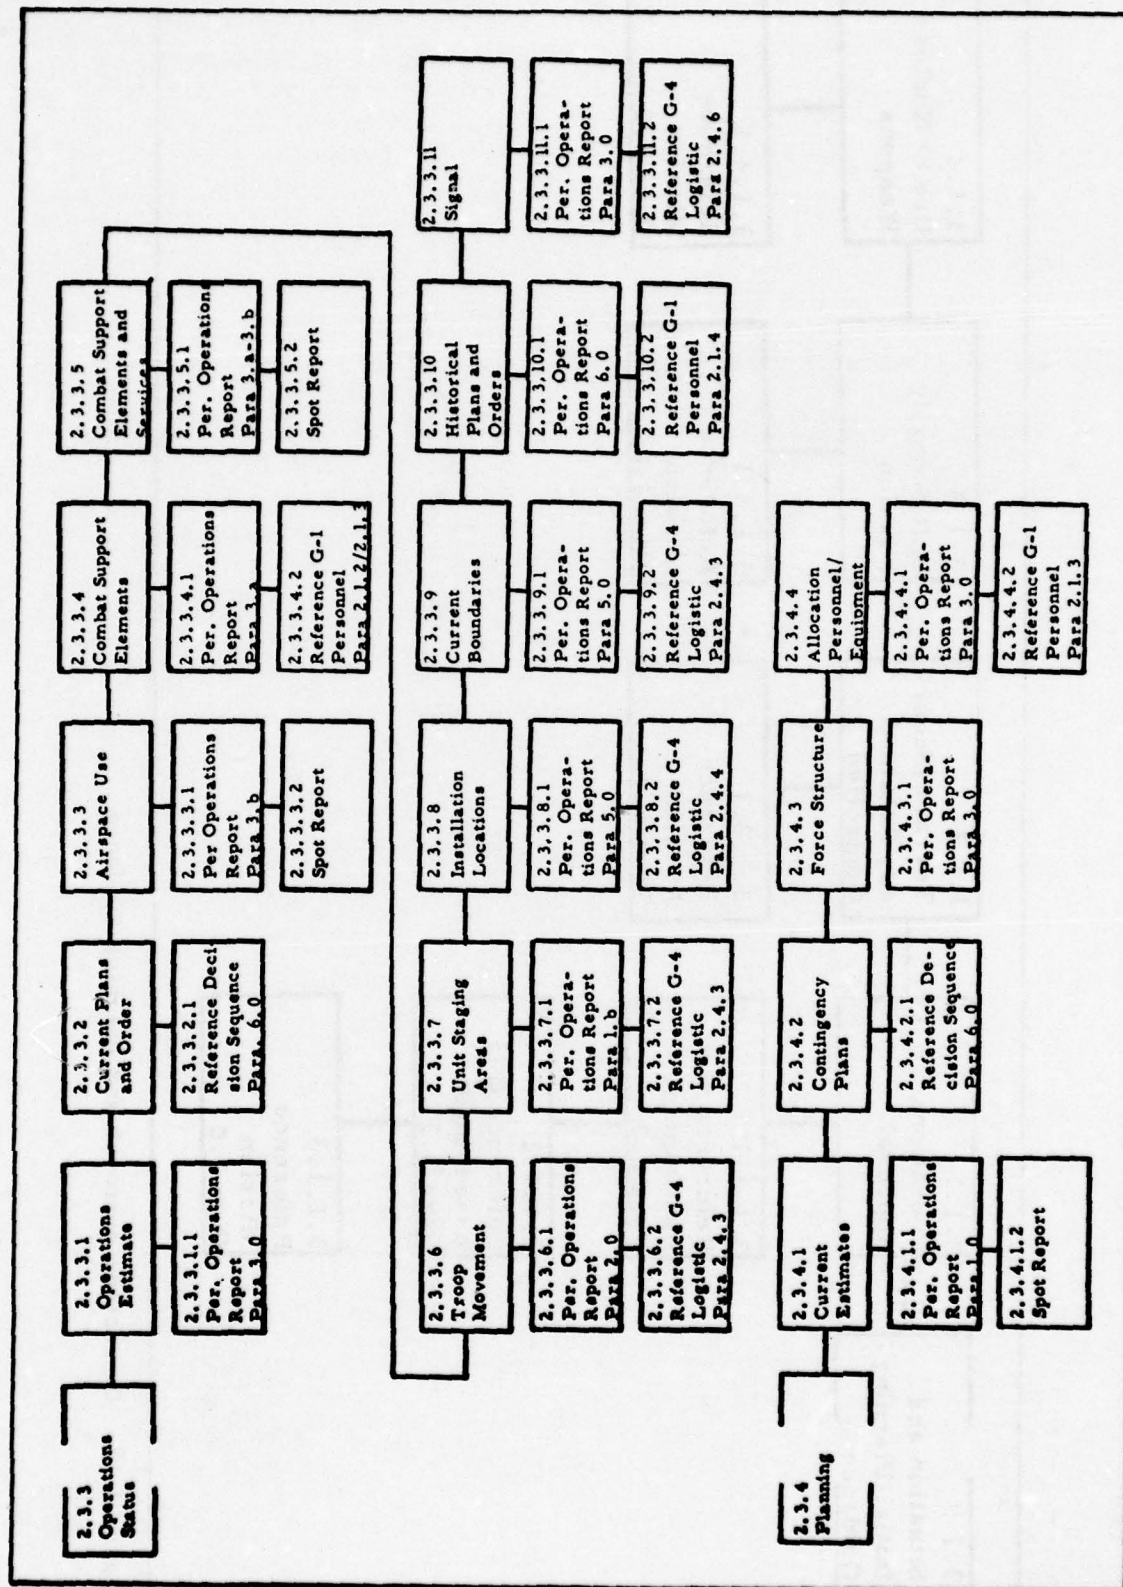 2.3.3
Operations
Status
2.3.3.1
Operations
Estimate
2.3.3.1.1
Per. Operations
Report
Para 3.0
2.3.3.2
Current Plans
and Order
2.3.3.2.1
Reference Deci
sion Sequence
Para. 6.0
2.3.3.3
Airspace Use
2.3.3.3.1
Per Operations
Report
Para 3.b
2.3.3.3.2
Spot Report
2.3.3.4
Combat Support
Elements
2.3.3.4.1
Per. Operations
Report
Para 3.a
2.3.3.4.2
Reference G-1
Personnel
Para 2.1.2/2.1.3
2.3.3.5
Combat Support
Elements and
Services
2.3.3.5.1
Per. Operations
Report
Para 3.a-3.b
2.3.3.5.2
Spot Report
2.3.3.6
Troop
Movement
2.3.3.6.1
Per. Operations
Report
Para 2.0
2.3.3.6.2
Reference G-4
Logistic
Para 2.4.3
2.3.3.7
Unit Staging
Areas
2.3.3.7.1
Per. Opera-
tions Report
Para 1.b
2.3.3.7.2
Reference G-4
Logistic
Para 2.4.3
2.3.3.8
Installation
Locations
2.3.3.8.1
Per. Opera-
tions Report
Para 5.0
2.3.3.8.2
Reference G-4
Logistic
Para 2.4.4
2.3.3.9
Current
Boundaries
2.3.3.9.1
Per. Opera-
tions Report
Para 5.0
2.3.3.9.2
Reference G-4
Logistic
Para 2.4.3
2.3.3.10
Historical
Plans and
Orders
2.3.3.10.1
Per. Opera-
tions Report
Para 6.0
2.3.3.10.2
Reference G-1
Personnel
Para 2.1.4
2.3.3.11
Signal
2.3.3.11.1
Per. Opera-
tions Report
Para 3.0
2.3.3.11.2
Reference G-4
Logistic
Para 2.4.6
2.3.4
Planning
2.3.4.1
Current
Estimates
2.3.4.1.1
Per. Operations
Report
Para 1.0
2.3.4.1.2
Spot Report
2.3.4.2
Contingency
Plans
2.3.4.2.1
Reference De-
cision Sequence
Para 6.0
2.3.4.3
Force Structure
2.3.4.3.1
Per. Opera-
tions Report
Para 3.0
2.3.4.4
Allocation
Personnel/
Equipment
2.3.4.4.1
Per. Opera-
tions Report
Para 3.0
2.3.4.4.2
Reference G-1
Personnel
Para 2.1.3